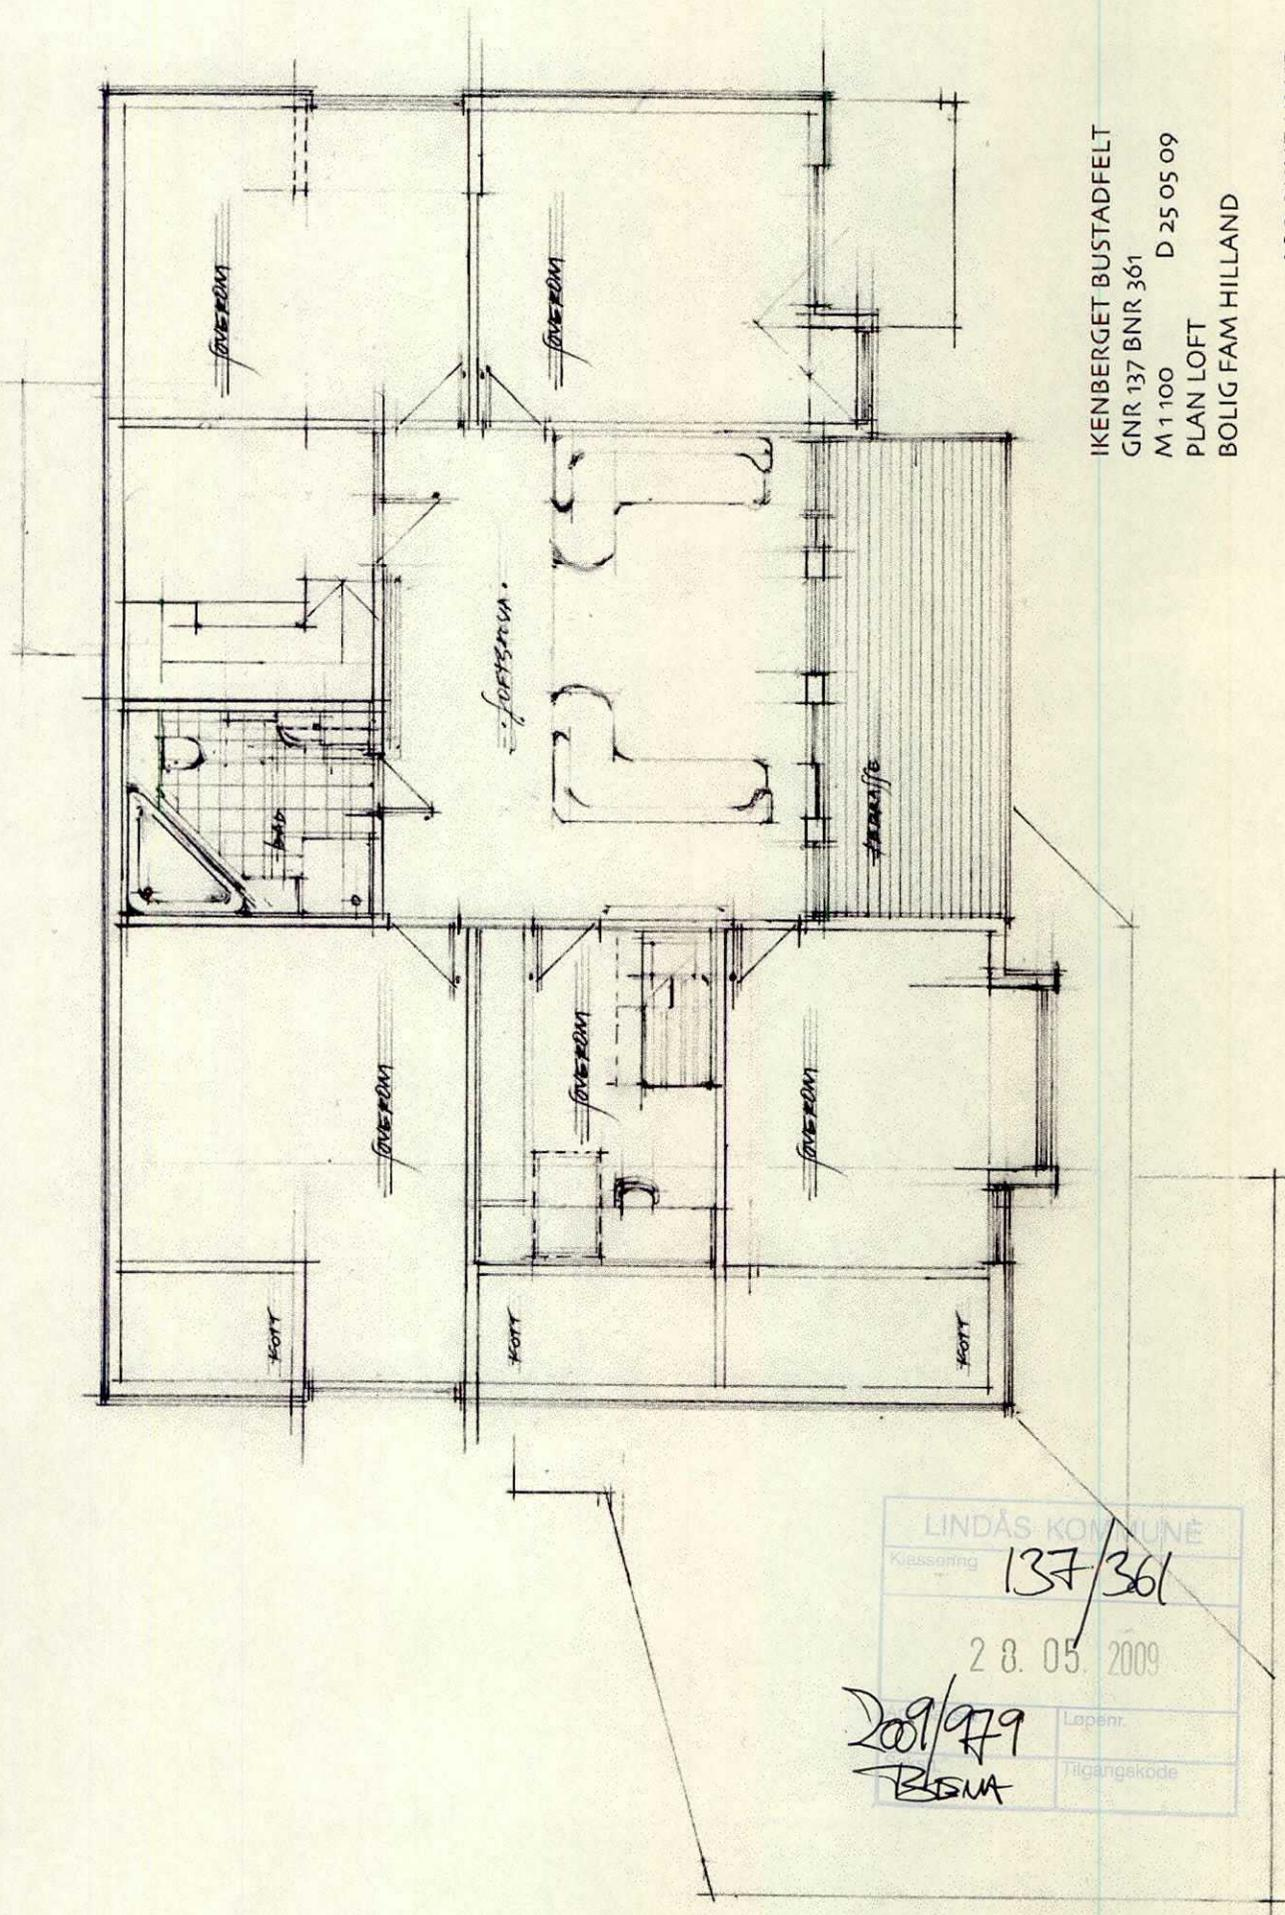 IKENBERGET BUSTADFELT
GNR 137 BNR 361
M 1 100 D 25 05 09
PLAN LOFT
BOLIG FAM HILLAND
SOVEROM
SOVEROM
LOFTSTOVA
BAD
TERRASSE
SOVEROM
SOVEROM
SOVEROM
KOTT
KOTT
KOTT
LINDÅS KOMMUNE
Klassering
137/361
28. 05. 2009
2009/979
Løpenr.
Tilgangskode